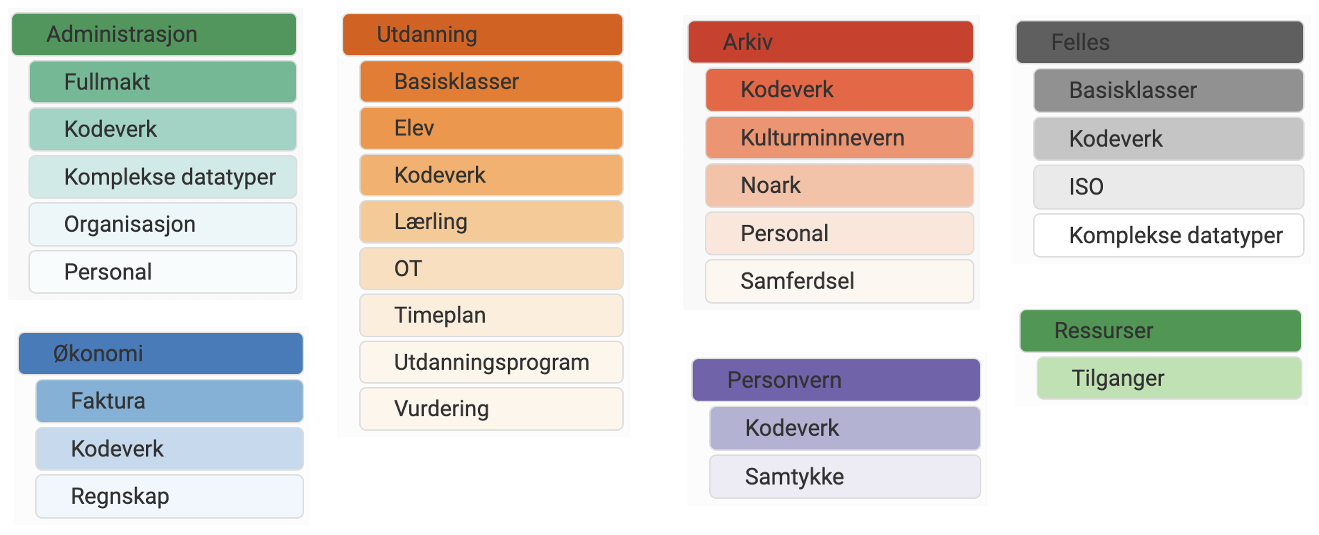 Administrasjon
Fullmakt
Kodeverk
Komplekse datatyper
Organisasjon
Personal
Økonomi
Faktura
Kodeverk
Regnskap
Utdanning
Basisklasser
Elev
Kodeverk
Lærling
OT
Timeplan
Utdanningsprogram
Vurdering
Arkiv
Kodeverk
Kulturminnevern
Noark
Personal
Samferdsel
Personvern
Kodeverk
Samtykke
Felles
Basisklasser
Kodeverk
ISO
Komplekse datatyper
Ressurser
Tilganger